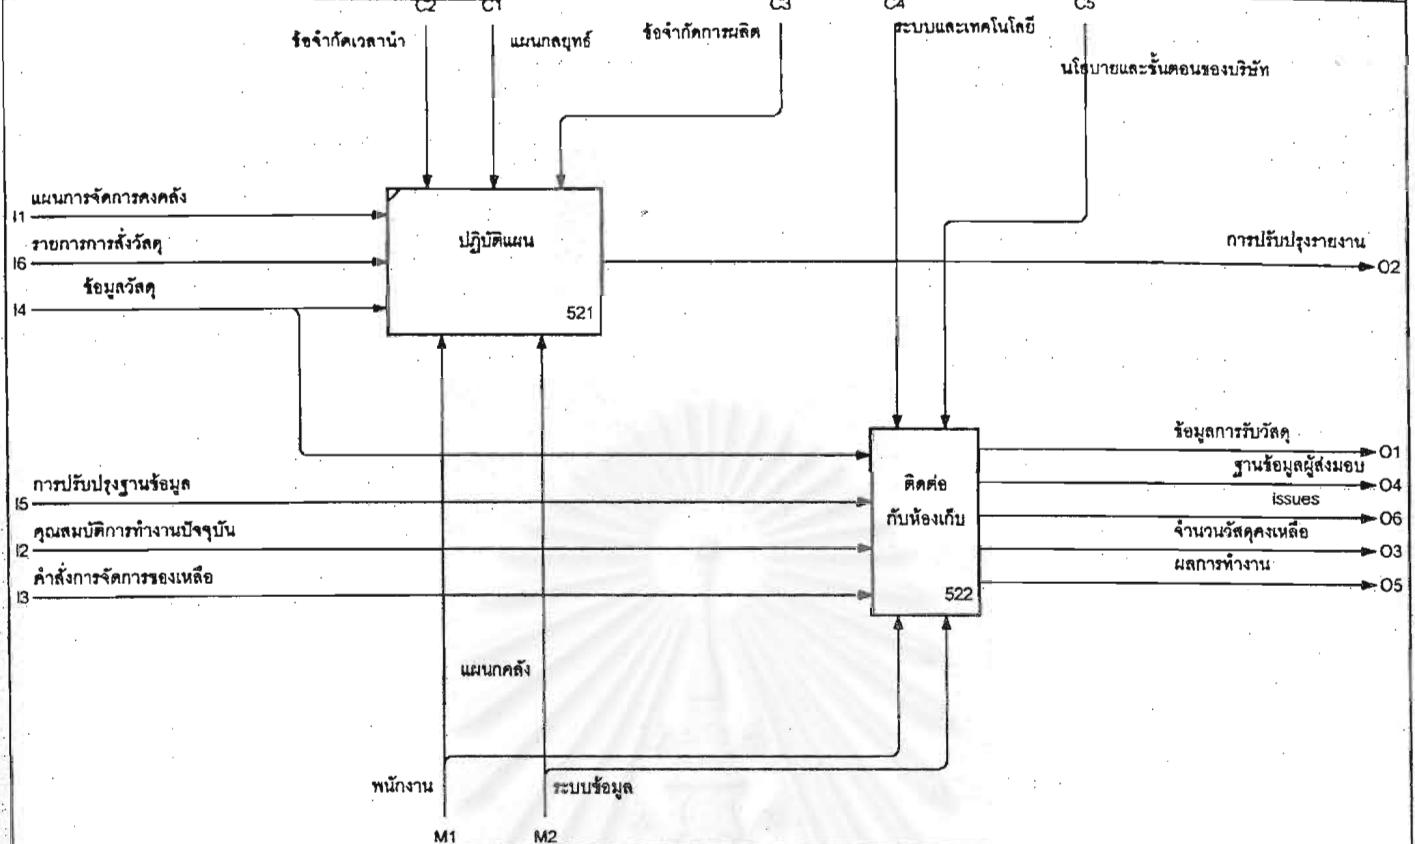 C2 C1 C3 C4 C5
ข้อจำกัดเวลานำ
แผนกลยุทธ์
ข้อจำกัดการผลิต
ระบบและเทคโนโลยี
นโยบายและขั้นตอนของบริษัท
แผนการจัดการคงคลัง
I1
รายการการสั่งวัสดุ
I6
ข้อมูลวัสดุ
I4
ปฏิบัติแผน
521
การปรับปรุงรายงาน
O2
การปรับปรุงฐานข้อมูล
I5
คุณสมบัติการทำงานปัจจุบัน
I2
คำสั่งการจัดการของเหลือ
I3
ติดต่อ
กับห้องเก็บ
522
ข้อมูลการรับวัสดุ
O1
ฐานข้อมูลผู้ส่งมอบ
O4
issues
O6
จำนวนวัสดุคงเหลือ
O3
ผลการทำงาน
O5
แผนกคลัง
พนักงาน
ระบบข้อมูล
M1 M2